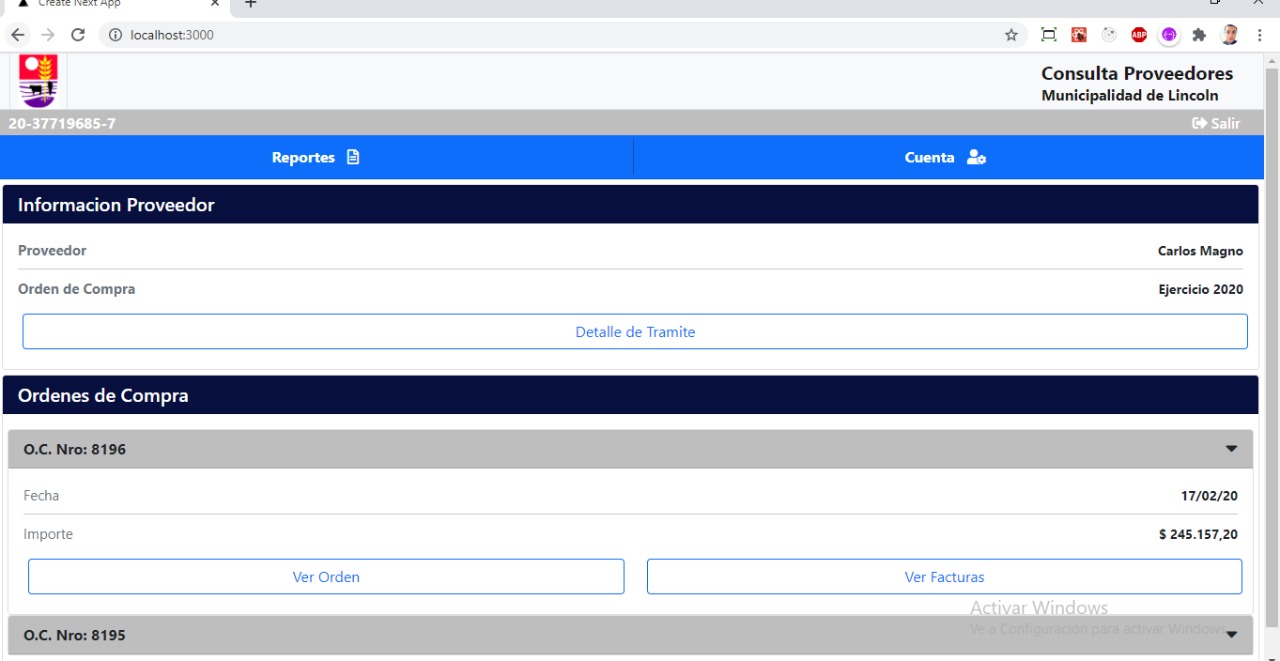 Create Next App
localhost:3000
ABP
Consulta Proveedores
Municipalidad de Lincoln
20-37719685-7 Salir
Reportes Cuenta
Informacion Proveedor
Proveedor Carlos Magno
Orden de Compra Ejercicio 2020
Detalle de Tramite
Ordenes de Compra
O.C. Nro: 8196
Fecha 17/02/20
Importe $ 245.157,20
Ver Orden Ver Facturas
Activar Windows
Ve a Configuración para activar Windows.
O.C. Nro: 8195